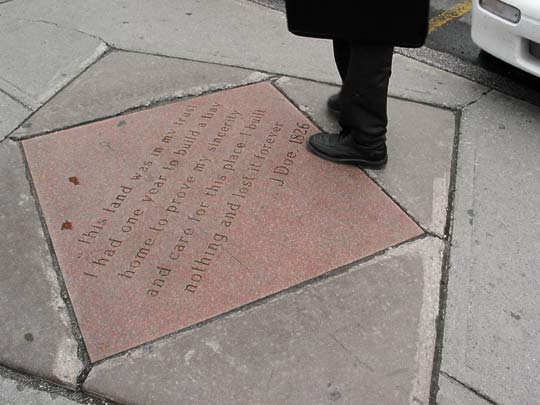 "this land was in my trust
I had one year to build a tiny
home to prove my sincerity
and care for this place I built
nothing and lost it forever
J Doe 1826